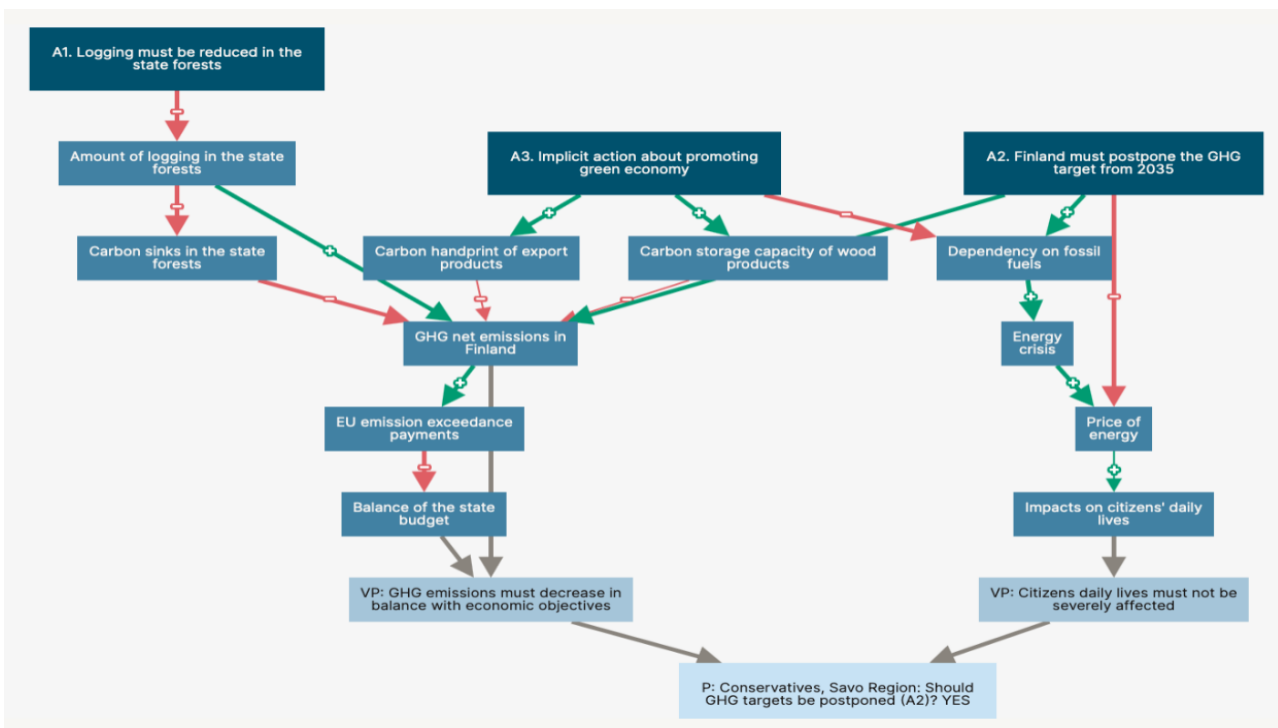 A1. Logging must be reduced in the
state forests
Amount of logging in the state
forests
A3. Implicit action about promoting
green economy
A2. Finland must postpone the GHG
target from 2035
Carbon sinks in the state
forests
Carbon handprint of export
products
Carbon storage capacity of wood
products
Dependency on fossil
fuels
GHG net emissions in
Finland
Energy
crisis
EU emission exceedance
payments
Price of
energy
Balance of the state
budget
Impacts on citizens' daily
lives
VP: GHG emissions must decrease in
balance with economic objectives
VP: Citizens daily lives must not be
severely affected
P: Conservatives, Savo Region: Should
GHG targets be postponed (A2)? YES